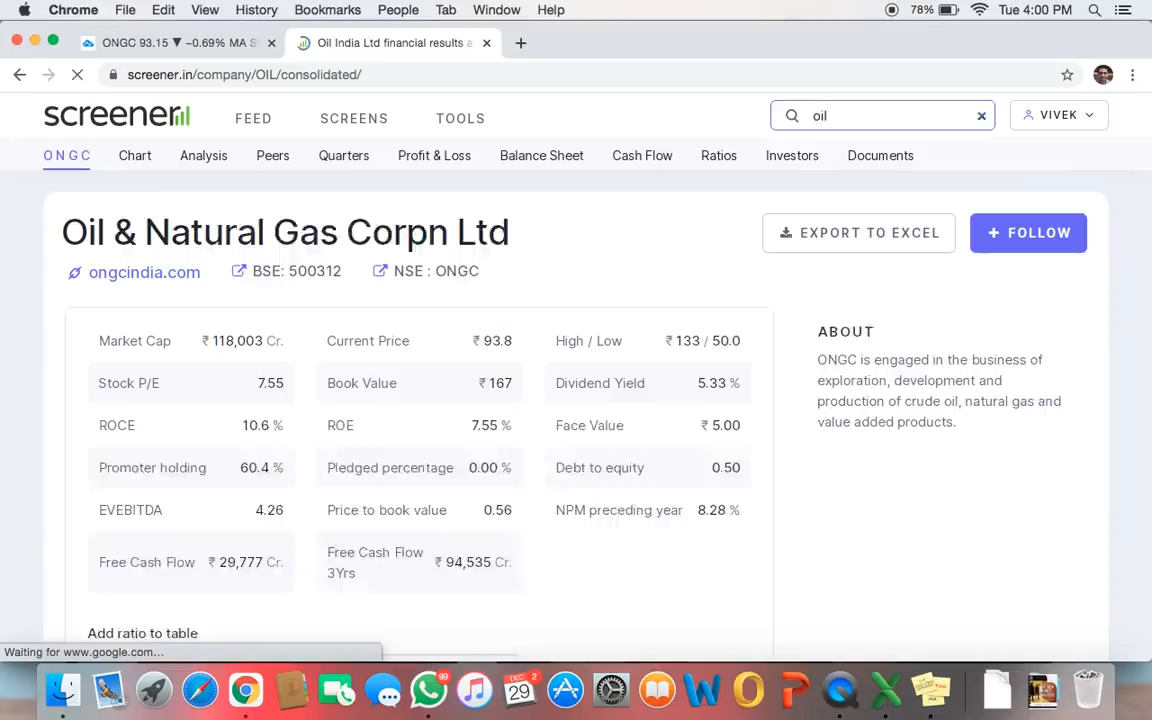 Chrome File Edit View History Bookmarks People Tab Window Help 78% Tue 4:00 PM
ONGC 93.15 ▼ −0.69% MA S
Oil India Ltd financial results a
screener.in/company/OIL/consolidated/
screener FEED SCREENS TOOLS oil VIVEK
ONGC Chart Analysis Peers Quarters Profit & Loss Balance Sheet Cash Flow Ratios Investors Documents
Oil & Natural Gas Corpn Ltd
EXPORT TO EXCEL + FOLLOW
ongcindia.com BSE: 500312 NSE : ONGC
Market Cap ₹ 118,003 Cr. Current Price ₹ 93.8 High / Low ₹ 133 / 50.0
Stock P/E 7.55 Book Value ₹ 167 Dividend Yield 5.33 %
ROCE 10.6 % ROE 7.55 % Face Value ₹ 5.00
Promoter holding 60.4 % Pledged percentage 0.00 % Debt to equity 0.50
EVEBITDA 4.26 Price to book value 0.56 NPM preceding year 8.28 %
Free Cash Flow ₹ 29,777 Cr. Free Cash Flow 3Yrs ₹ 94,535 Cr.
Add ratio to table
ABOUT
ONGC is engaged in the business of
exploration, development and
production of crude oil, natural gas and
value added products.
Waiting for www.google.com...
99
DEC 2
29